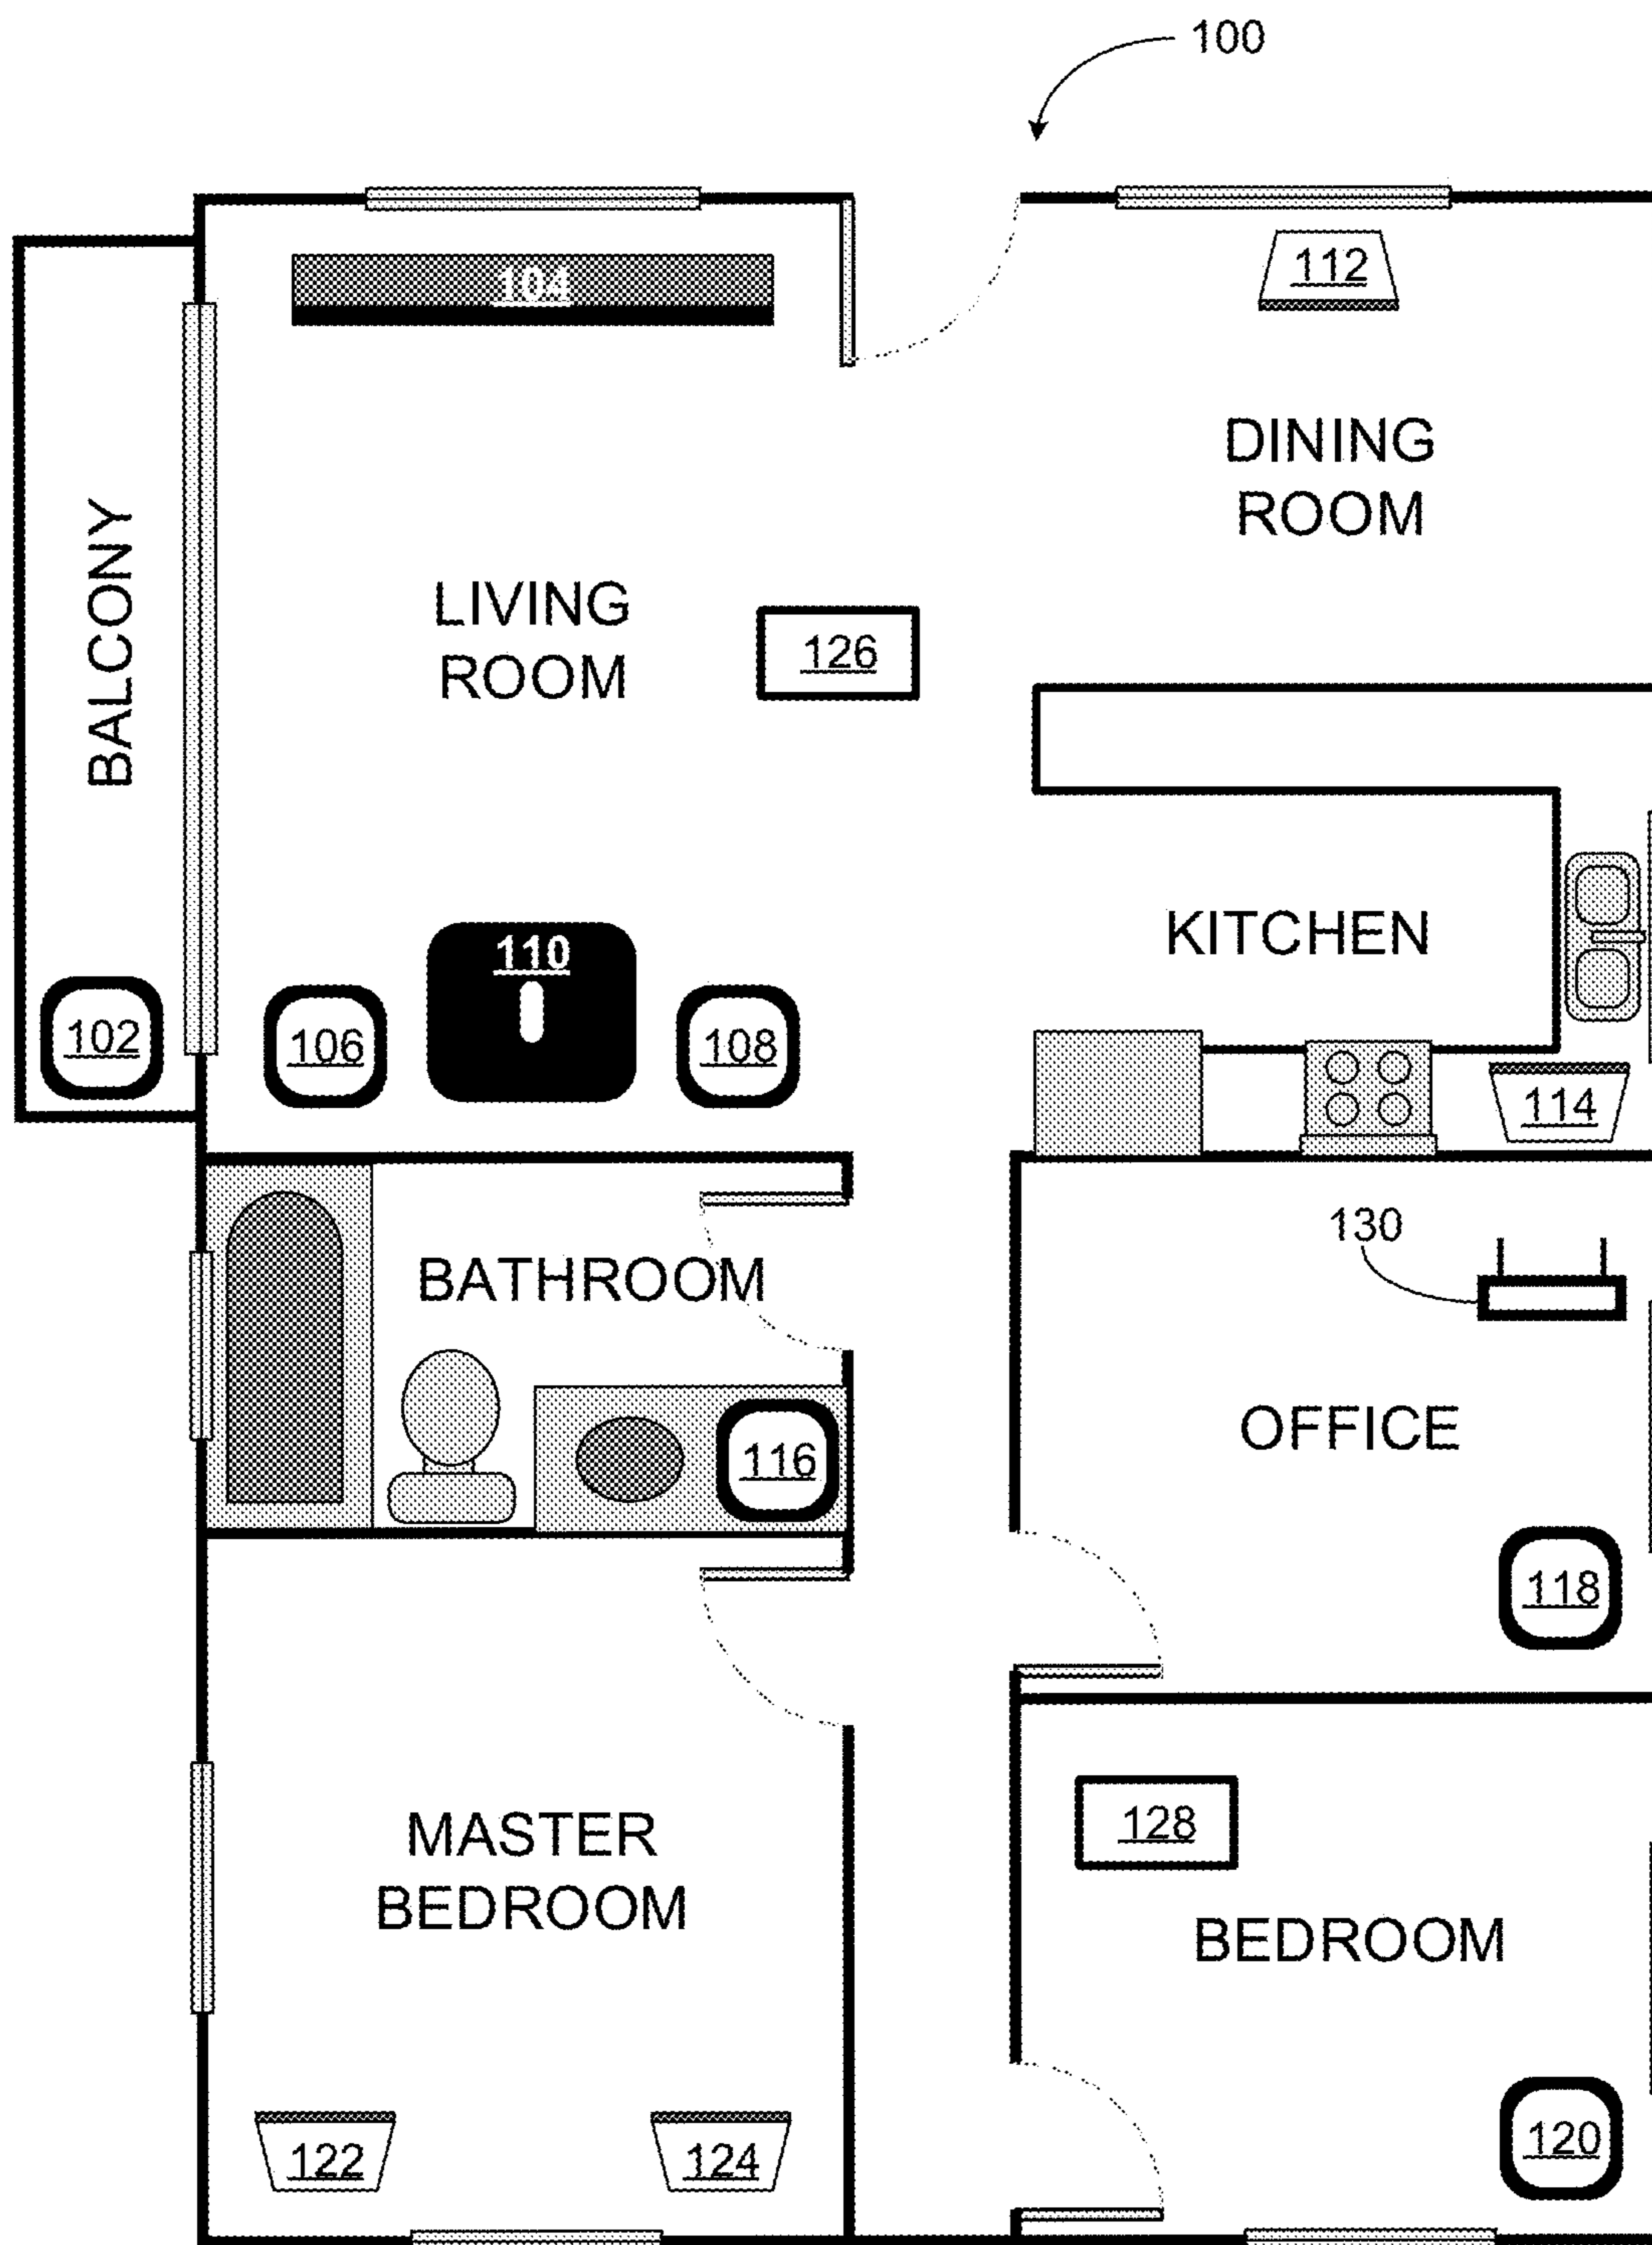 100
104
112
DINING
ROOM
BALCONY
LIVING
ROOM
126
KITCHEN
110
102
106
108
114
130
BATHROOM
OFFICE
116
118
128
MASTER
BEDROOM
BEDROOM
122
124
120